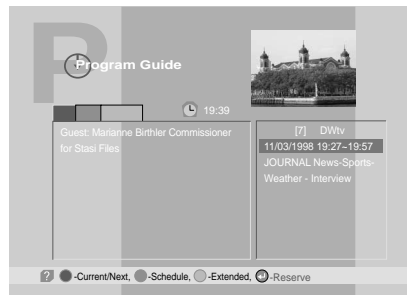 P
Program Guide
19:39
Guest: Marianne Birthler Commissioner
for Stasi Files
[7] DWtv
11/03/1998 19:27~19:57
JOURNAL News-Sports-
Weather - Interview
? -Current/Next, -Schedule, -Extended, -Reserve